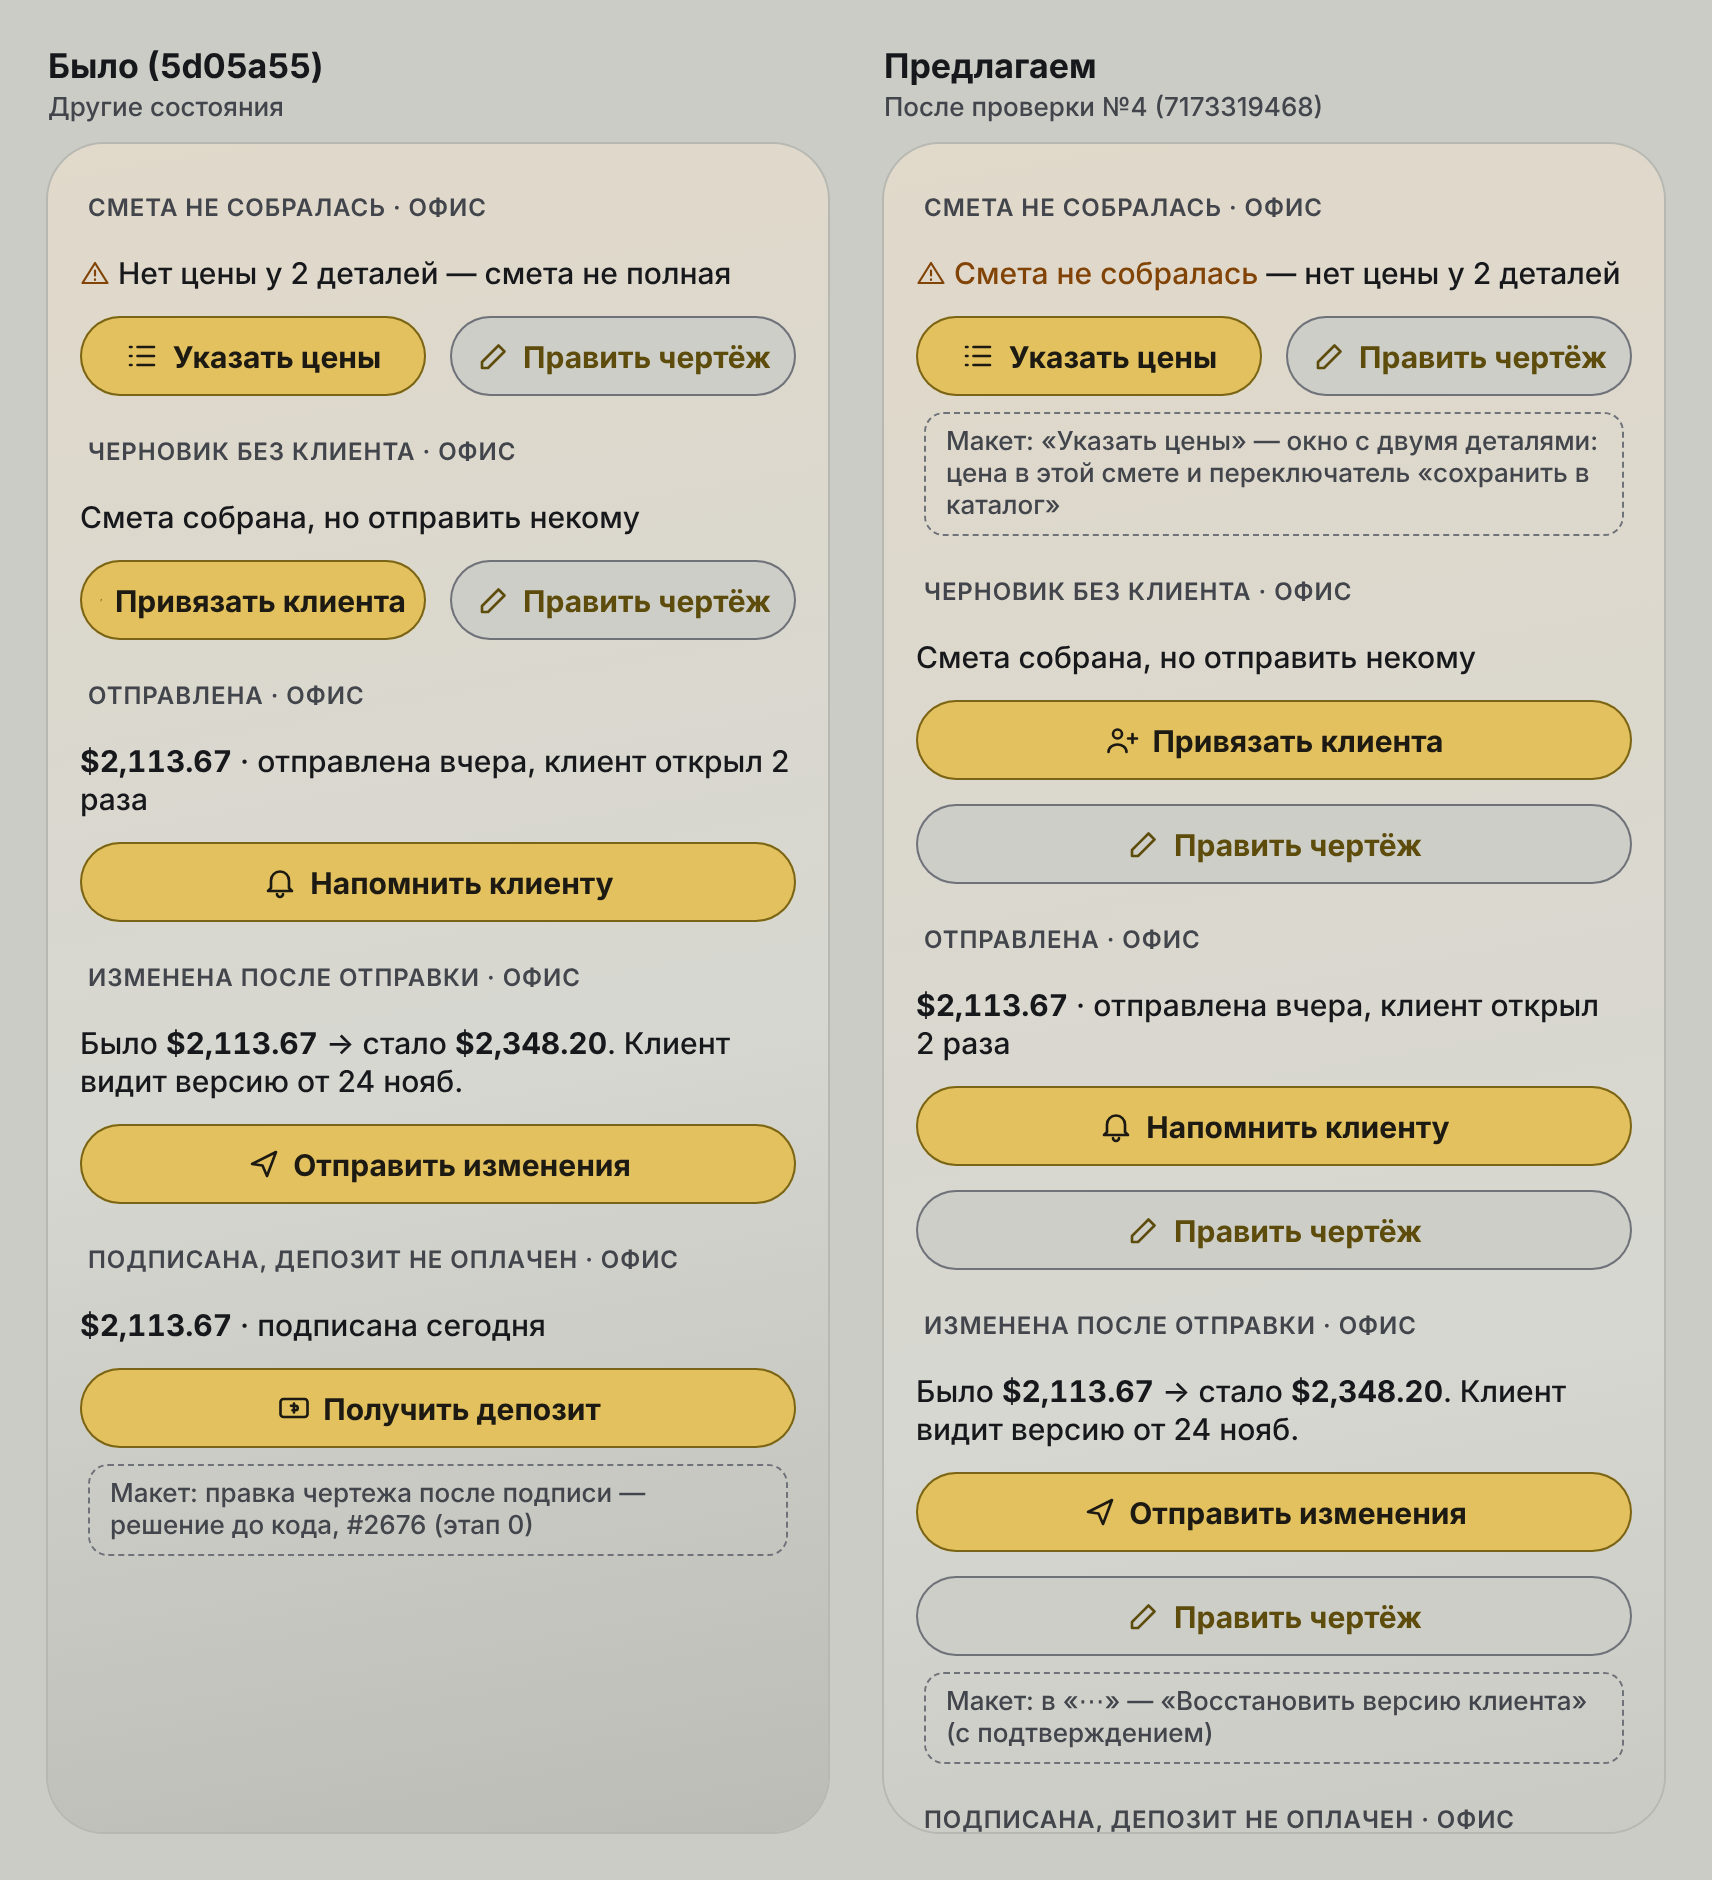 Было (5d05a55)
Другие состояния
СМЕТА НЕ СОБРАЛАСЬ · ОФИС
Нет цены у 2 деталей — смета не полная
Указать цены
Править чертёж
ЧЕРНОВИК БЕЗ КЛИЕНТА · ОФИС
Смета собрана, но отправить некому
Привязать клиента
Править чертёж
ОТПРАВЛЕНА · ОФИС
$2,113.67 · отправлена вчера, клиент открыл 2
раза
Напомнить клиенту
ИЗМЕНЕНА ПОСЛЕ ОТПРАВКИ · ОФИС
Было $2,113.67 → стало $2,348.20. Клиент
видит версию от 24 нояб.
Отправить изменения
ПОДПИСАНА, ДЕПОЗИТ НЕ ОПЛАЧЕН · ОФИС
$2,113.67 · подписана сегодня
Получить депозит
Макет: правка чертежа после подписи —
решение до кода, #2676 (этап 0)
Предлагаем
После проверки №4 (7173319468)
СМЕТА НЕ СОБРАЛАСЬ · ОФИС
Смета не собралась — нет цены у 2 деталей
Указать цены
Править чертёж
Макет: «Указать цены» — окно с двумя деталями:
цена в этой смете и переключатель «сохранить в
каталог»
ЧЕРНОВИК БЕЗ КЛИЕНТА · ОФИС
Смета собрана, но отправить некому
Привязать клиента
Править чертёж
ОТПРАВЛЕНА · ОФИС
$2,113.67 · отправлена вчера, клиент открыл
2 раза
Напомнить клиенту
Править чертёж
ИЗМЕНЕНА ПОСЛЕ ОТПРАВКИ · ОФИС
Было $2,113.67 → стало $2,348.20. Клиент
видит версию от 24 нояб.
Отправить изменения
Править чертёж
Макет: в «···» — «Восстановить версию клиента»
(с подтверждением)
ПОДПИСАНА, ДЕПОЗИТ НЕ ОПЛАЧЕН · ОФИС